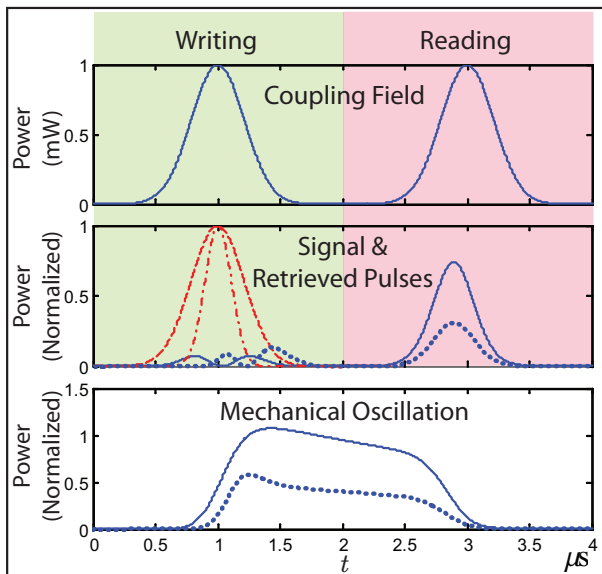 Writing Reading
1
0.5
0
Power
(mW)
Coupling Field
1
0.5
0
Power
(Normalized)
Signal &
Retrieved Pulses
1.5
1
0.5
0
Power
(Normalized)
Mechanical Oscillation
0 0.5 1 1.5 2 2.5 3 3.5 4
t μs